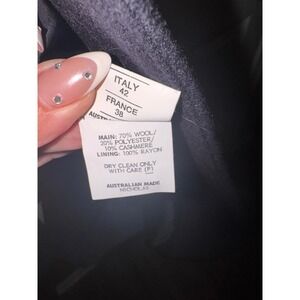 ITALY
42
FRANCE
38
MAIN: 70% WOOL/
20% POLYESTER/
10% CASHMERE
LINING: 100% RAYON
DRY CLEAN ONLY
WITH CARE (P)
AUSTRALIAN MADE
NICHOLAS